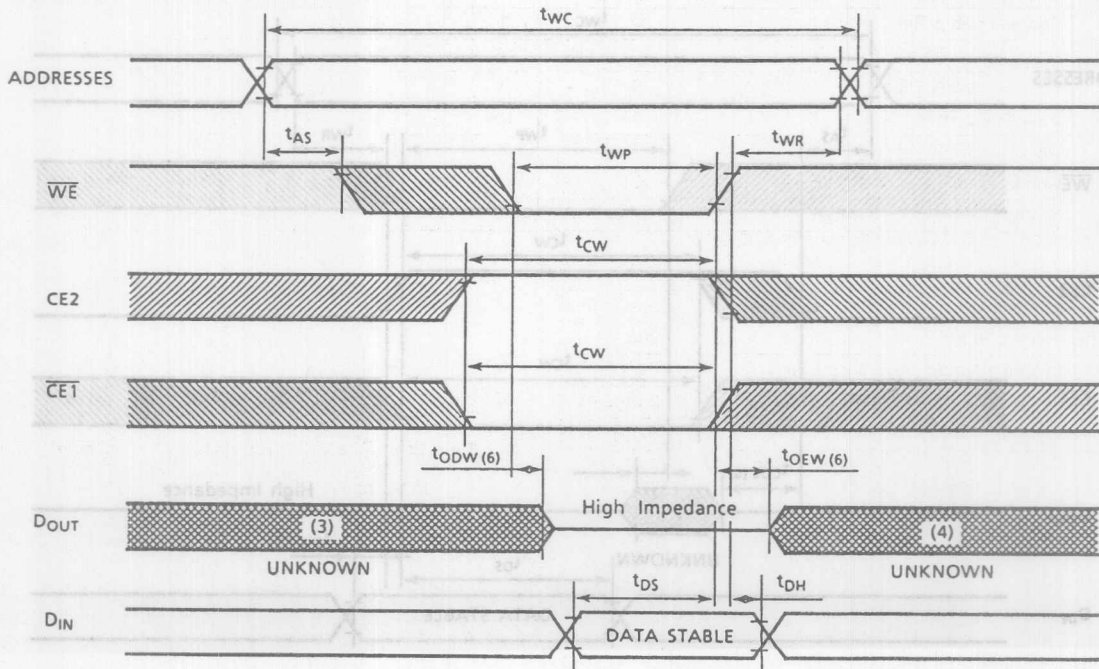 tWC
ADDRESSES
tAS
tWP
tWR
WE
tCW
CE2
tCW
CE1
tODW (6)
tOEW (6)
High Impedance
DOUT
(3)
(4)
UNKNOWN
UNKNOWN
tDS
tDH
DIN
DATA STABLE